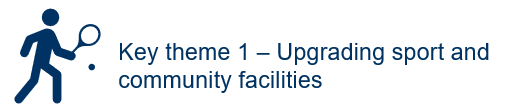 Key theme 1 – Upgrading sport and
community facilities